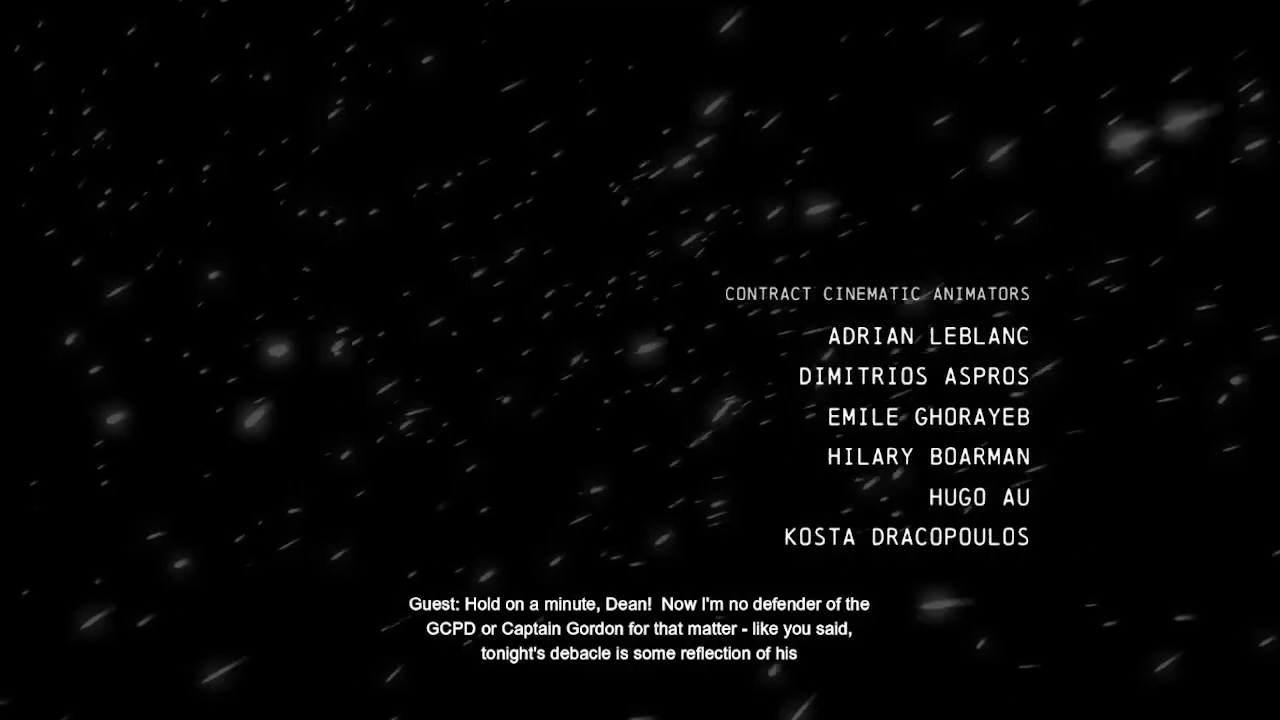 CONTRACT CINEMATIC ANIMATORS
ADRIAN LEBLANC
DIMITRIOS ASPROS
EMILE GHORAYEB
HILARY BOARMAN
HUGO AU
KOSTA DRACOPOULOS
Guest: Hold on a minute, Dean!  Now I'm no defender of the
GCPD or Captain Gordon for that matter - like you said,
tonight's debacle is some reflection of his